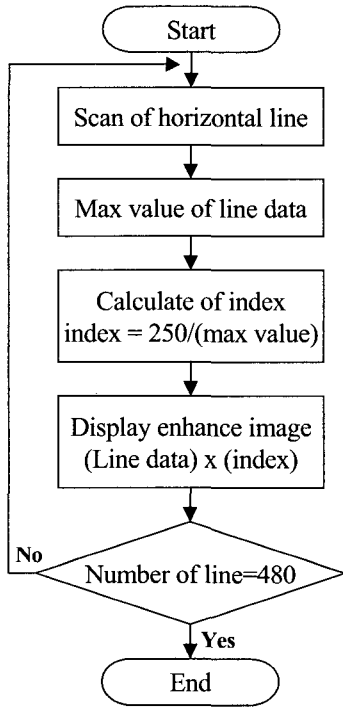 Start
Scan of horizontal line
Max value of line data
Calculate of index
index = 250/(max value)
Display enhance image
(Line data) x (index)
No
Number of line=480
Yes
End